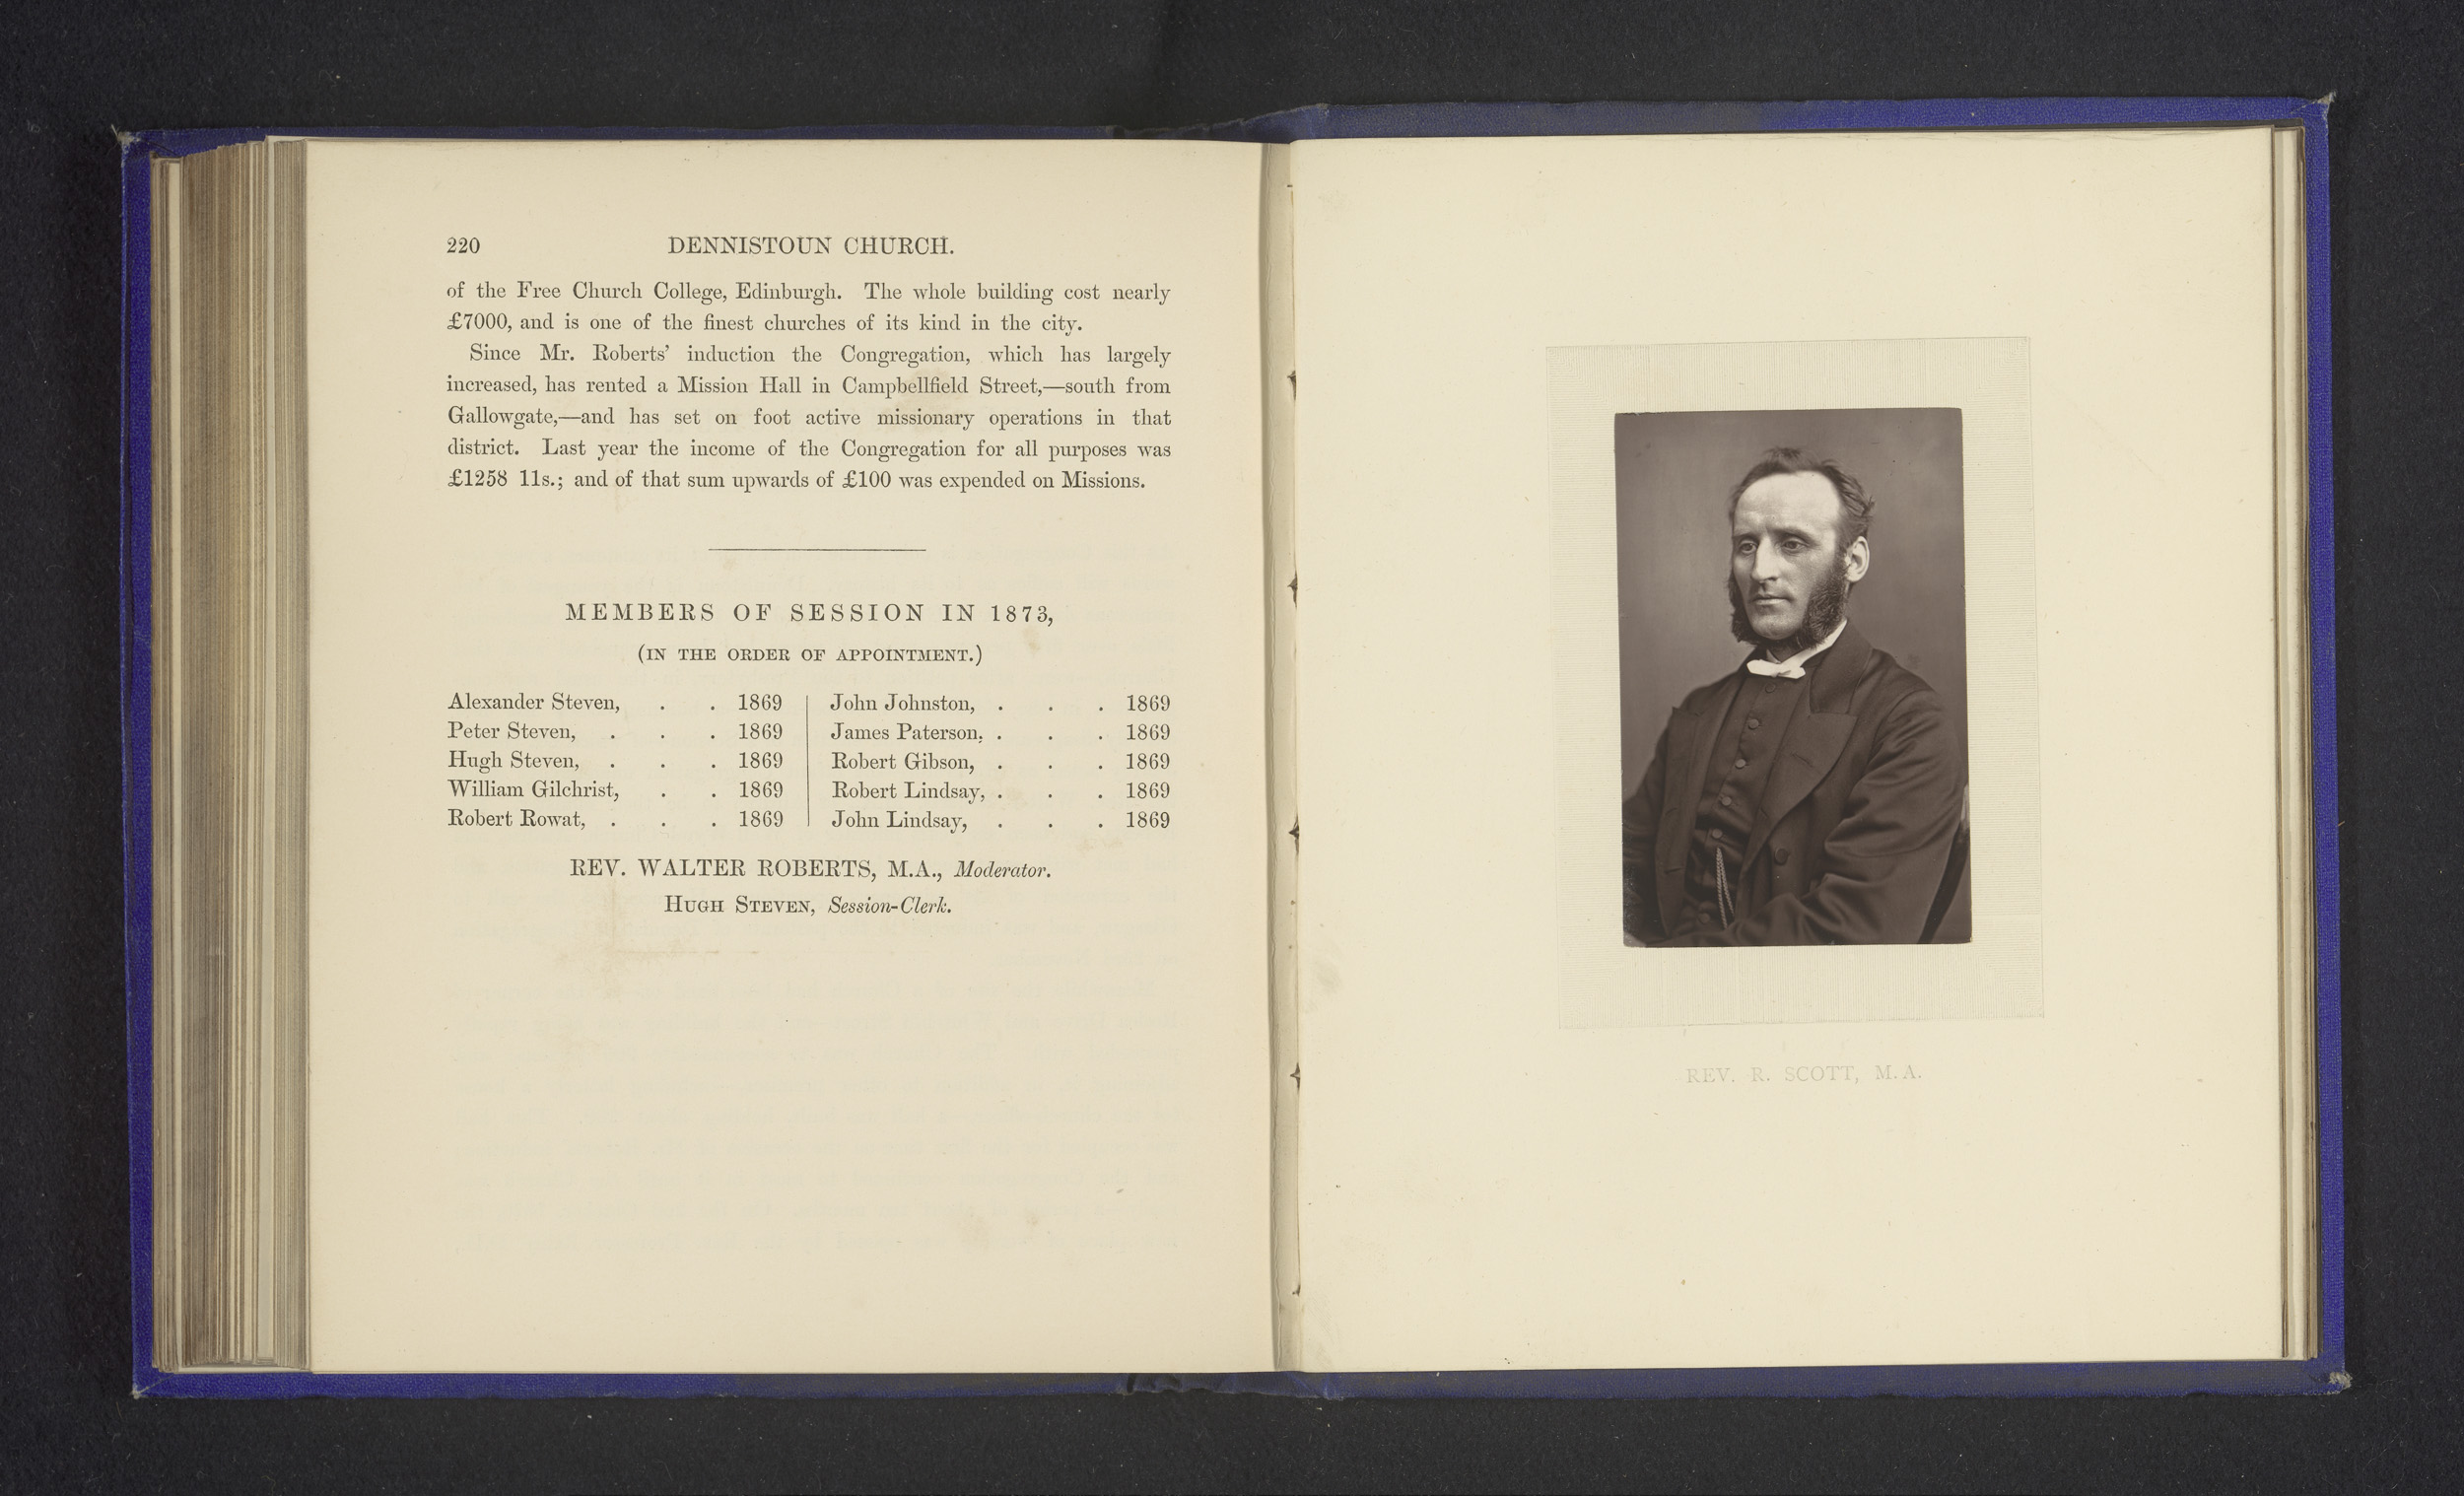 220 DENNISTOUN CHURCH.
of the Free Church College, Edinburgh. The whole building cost nearly
£7000, and is one of the finest churches of its kind in the city.
Since Mr. Roberts' induction the Congregation, which has largely
increased, has rented a Mission Hall in Campbellfield Street,—south from
Gallowgate,—and has set on foot active missionary operations in that
district. Last year the income of the Congregation for all purposes was
£1258 11s.; and of that sum upwards of £100 was expended on Missions.
MEMBERS OF SESSION IN 1873,
(IN THE ORDER OF APPOINTMENT.)
Alexander Steven, . . 1869
Peter Steven, . . . 1869
Hugh Steven, . . . 1869
William Gilchrist, . . 1869
Robert Rowat, . . . 1869
John Johnston, . . . 1869
James Paterson, . . . 1869
Robert Gibson, . . . 1869
Robert Lindsay, . . . 1869
John Lindsay, . . . 1869
REV. WALTER ROBERTS, M.A., Moderator.
HUGH STEVEN, Session-Clerk.
REV. R. SCOTT, M.A.